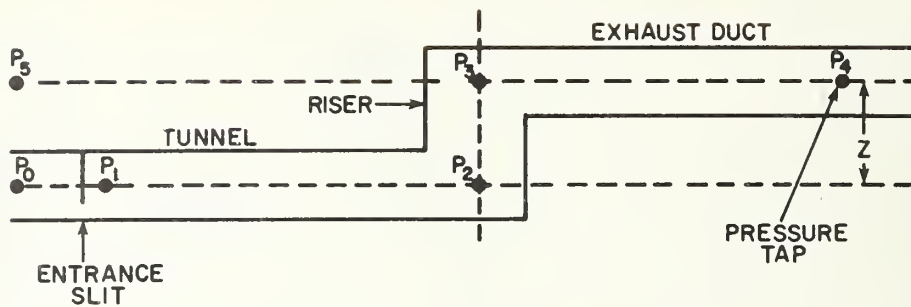 EXHAUST DUCT
P5
P3
P4
RISER
TUNNEL
Z
P0
P1
P2
PRESSURE
TAP
ENTRANCE
SLIT